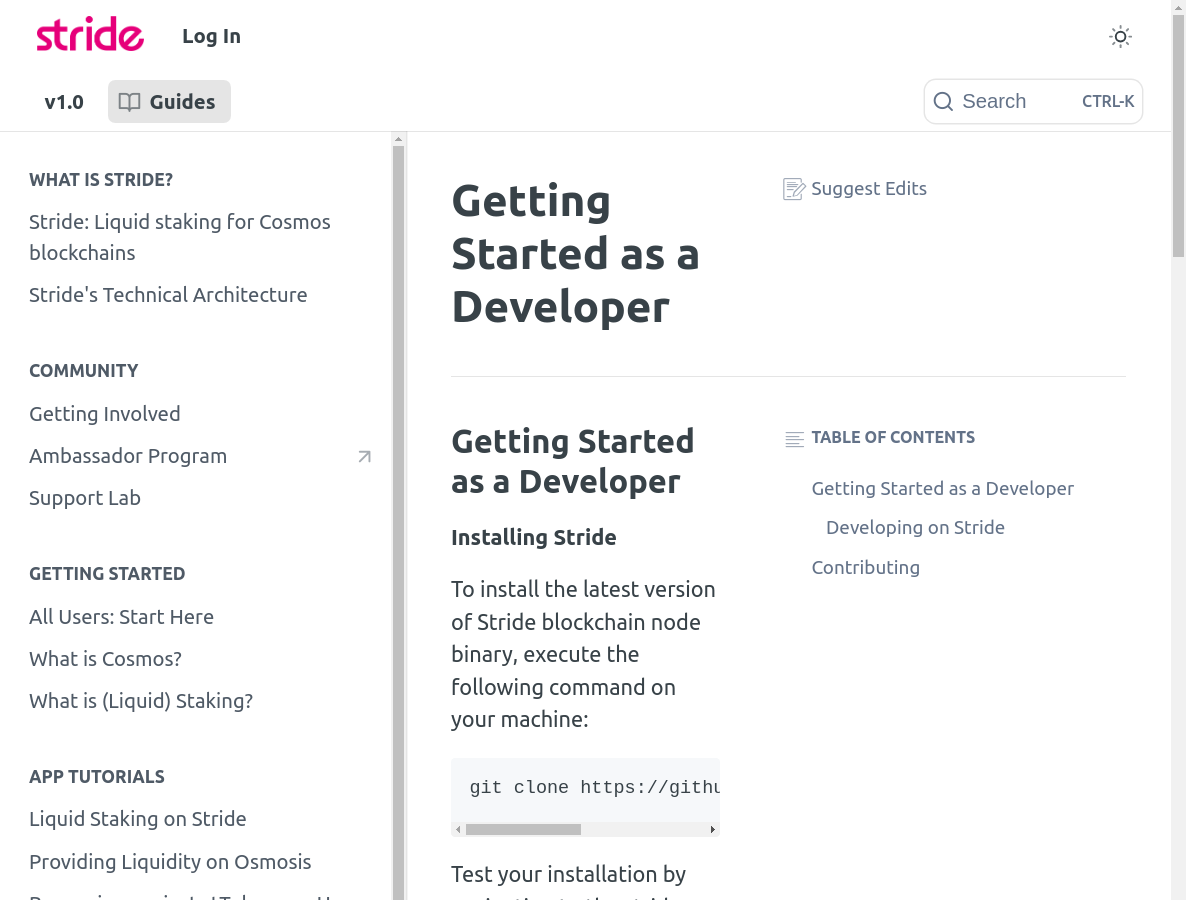 stride
Log In
v1.0
Guides
Search
CTRL-K
WHAT IS STRIDE?
Stride: Liquid staking for Cosmos
blockchains
Stride's Technical Architecture
COMMUNITY
Getting Involved
Ambassador Program
Support Lab
GETTING STARTED
All Users: Start Here
What is Cosmos?
What is (Liquid) Staking?
APP TUTORIALS
Liquid Staking on Stride
Providing Liquidity on Osmosis
Getting
Started as a
Developer
Suggest Edits
Getting Started
as a Developer
Installing Stride
To install the latest version
of Stride blockchain node
binary, execute the
following command on
your machine:
git clone https://githu
Test your installation by
TABLE OF CONTENTS
Getting Started as a Developer
Developing on Stride
Contributing